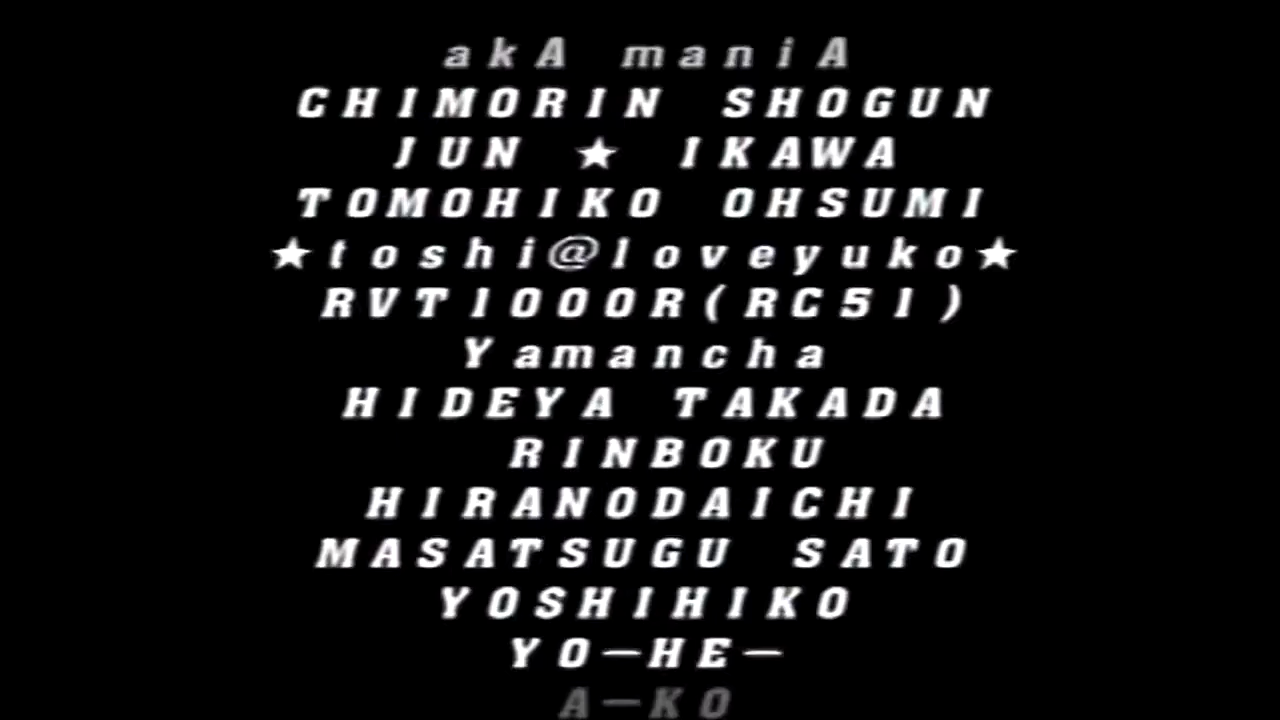 akA maniA
CHIMORIN SHOGUN
JUN ★ IKAWA
TOMOHIKO OHSUMI
★toshi@loveyuko★
RVT1000R(RC51)
Yamancha
HIDEYA TAKADA
RINBOKU
HIRANODAICHI
MASATSUGU SATO
YOSHIHIKO
YO—HE—
A—KO